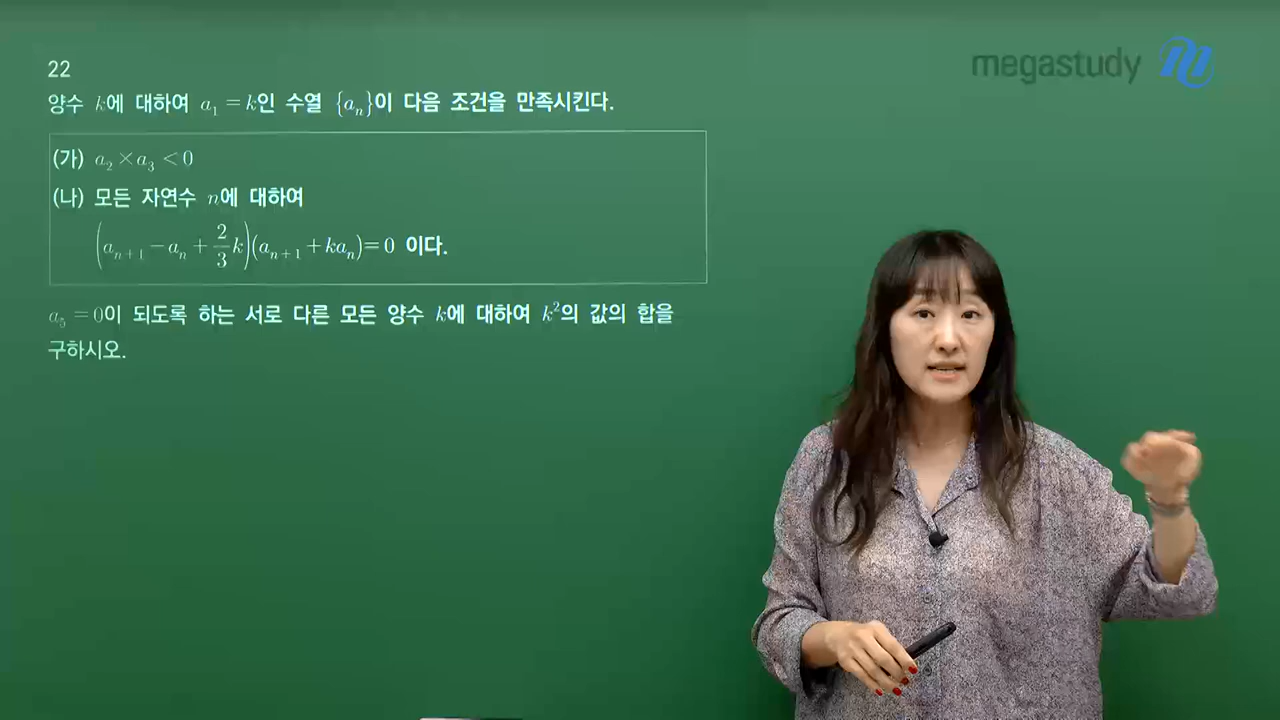 megastudy
22
양수 k에 대하여 a₁ = k인 수열 {aₙ}이 다음 조건을 만족시킨다.
(가) a₂ × a₃ < 0
(나) 모든 자연수 n에 대하여
(aₙ₊₁ − aₙ + 2/3 k)(aₙ₊₁ + kaₙ) = 0 이다.
a₅ = 0이 되도록 하는 서로 다른 모든 양수 k에 대하여 k²의 값의 합을
구하시오.